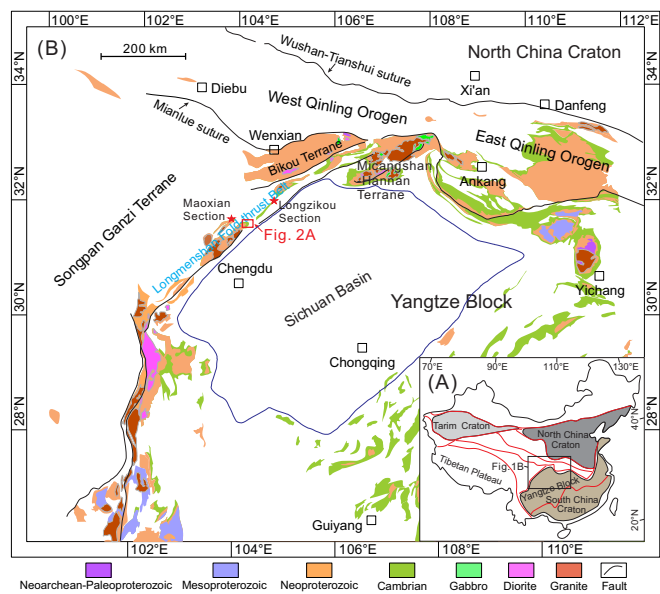 100°E 102°E 104°E 106°E 108°E 110°E 112°E
(B)
200 km
34°N
32°N
30°N
28°N
34°N
32°N
30°N
Wushan-Tianshui suture
North China Craton
Xi'an
Diebu
Danfeng
West Qinling Orogen
Mianlue suture
Wenxian
East Qinling Orogen
Bikou Terrane
Micangshan
-Hannan
Terrane
Ankang
Songpan Ganzi Terrane
Maoxian
Section
Longmenshan Fold-thrust Belt
Longzikou
Section
Fig. 2A
Chengdu
Sichuan Basin
Yangtze Block
Yichang
Chongqing
Guiyang
(A)
70°E 90°E 110°E 130°E
40°N
20°N
Tarim Craton
North China
Craton
Fig.1B
Tibetan Plateau
Yangtze Block
South China
Craton
102°E 104°E 106°E 108°E 110°E
Neoarchean-Paleoproterozoic Mesoproterozoic Neoproterozoic Cambrian Gabbro Diorite Granite Fault